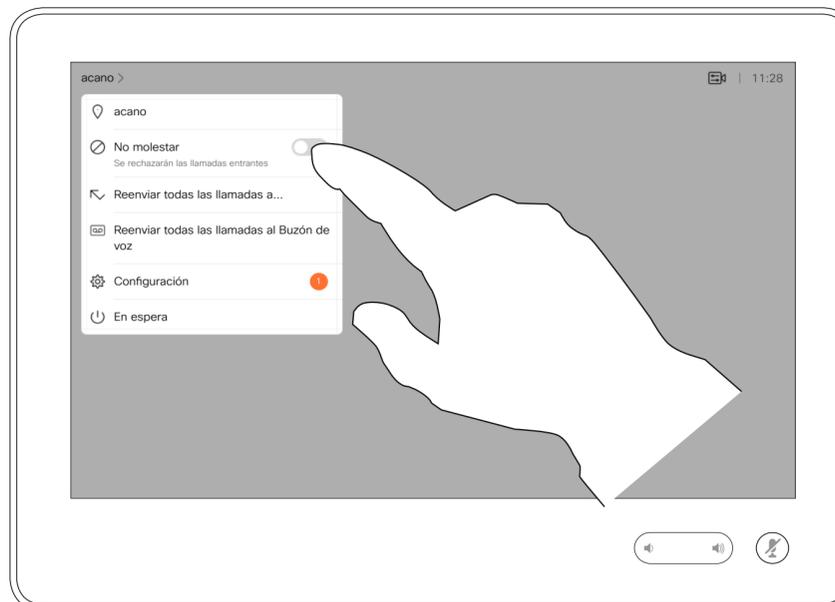 acano >
11:28
acano
No molestar
Se rechazarán las llamadas entrantes
Reenviar todas las llamadas a...
Reenviar todas las llamadas al Buzón de
voz
Configuración
1
En espera